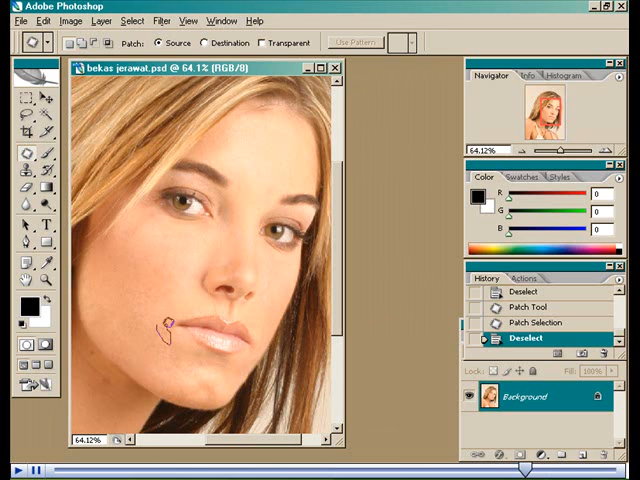 Adobe Photoshop
File Edit Image Layer Select Filter View Window Help
Patch: Source Destination Transparent Use Pattern
bekas jerawat.psd @ 64.1% (RGB/8)
64.12%
Navigator Info Histogram
64.12%
Color Swatches Styles
R 0
G 0
B 0
History Actions
Deselect
Patch Tool
Patch Selection
Deselect
Lock: Fill: 100%
Background
T